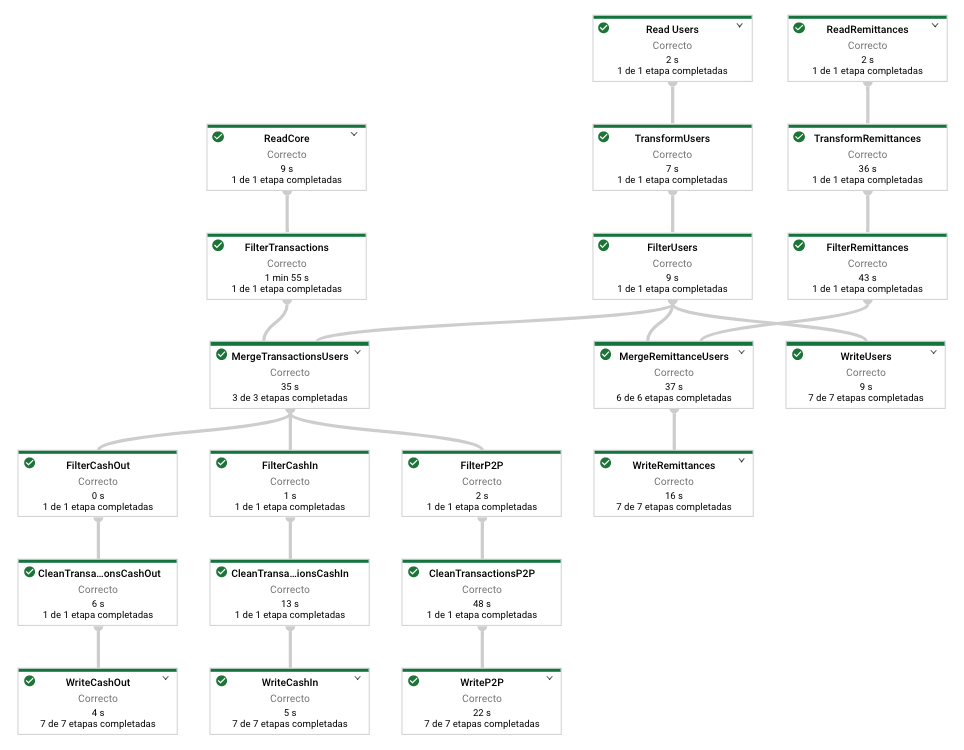 Read Users
Correcto
2 s
1 de 1 etapa completadas
ReadRemittances
Correcto
2 s
1 de 1 etapa completadas
ReadCore
Correcto
9 s
1 de 1 etapa completadas
TransformUsers
Correcto
7 s
1 de 1 etapa completadas
TransformRemittances
Correcto
36 s
1 de 1 etapa completadas
FilterTransactions
Correcto
1 min 55 s
1 de 1 etapa completadas
FilterUsers
Correcto
9 s
1 de 1 etapa completadas
FilterRemittances
Correcto
43 s
1 de 1 etapa completadas
MergeTransactionsUsers
Correcto
35 s
3 de 3 etapas completadas
MergeRemittanceUsers
Correcto
37 s
6 de 6 etapas completadas
WriteUsers
Correcto
9 s
7 de 7 etapas completadas
FilterCashOut
Correcto
0 s
1 de 1 etapa completadas
FilterCashIn
Correcto
1 s
1 de 1 etapa completadas
FilterP2P
Correcto
2 s
1 de 1 etapa completadas
WriteRemittances
Correcto
16 s
7 de 7 etapas completadas
CleanTransa...onsCashOut
Correcto
6 s
1 de 1 etapa completadas
CleanTransa...ionsCashIn
Correcto
13 s
1 de 1 etapa completadas
CleanTransactionsP2P
Correcto
48 s
1 de 1 etapa completadas
WriteCashOut
Correcto
4 s
7 de 7 etapas completadas
WriteCashIn
Correcto
5 s
7 de 7 etapas completadas
WriteP2P
Correcto
22 s
7 de 7 etapas completadas